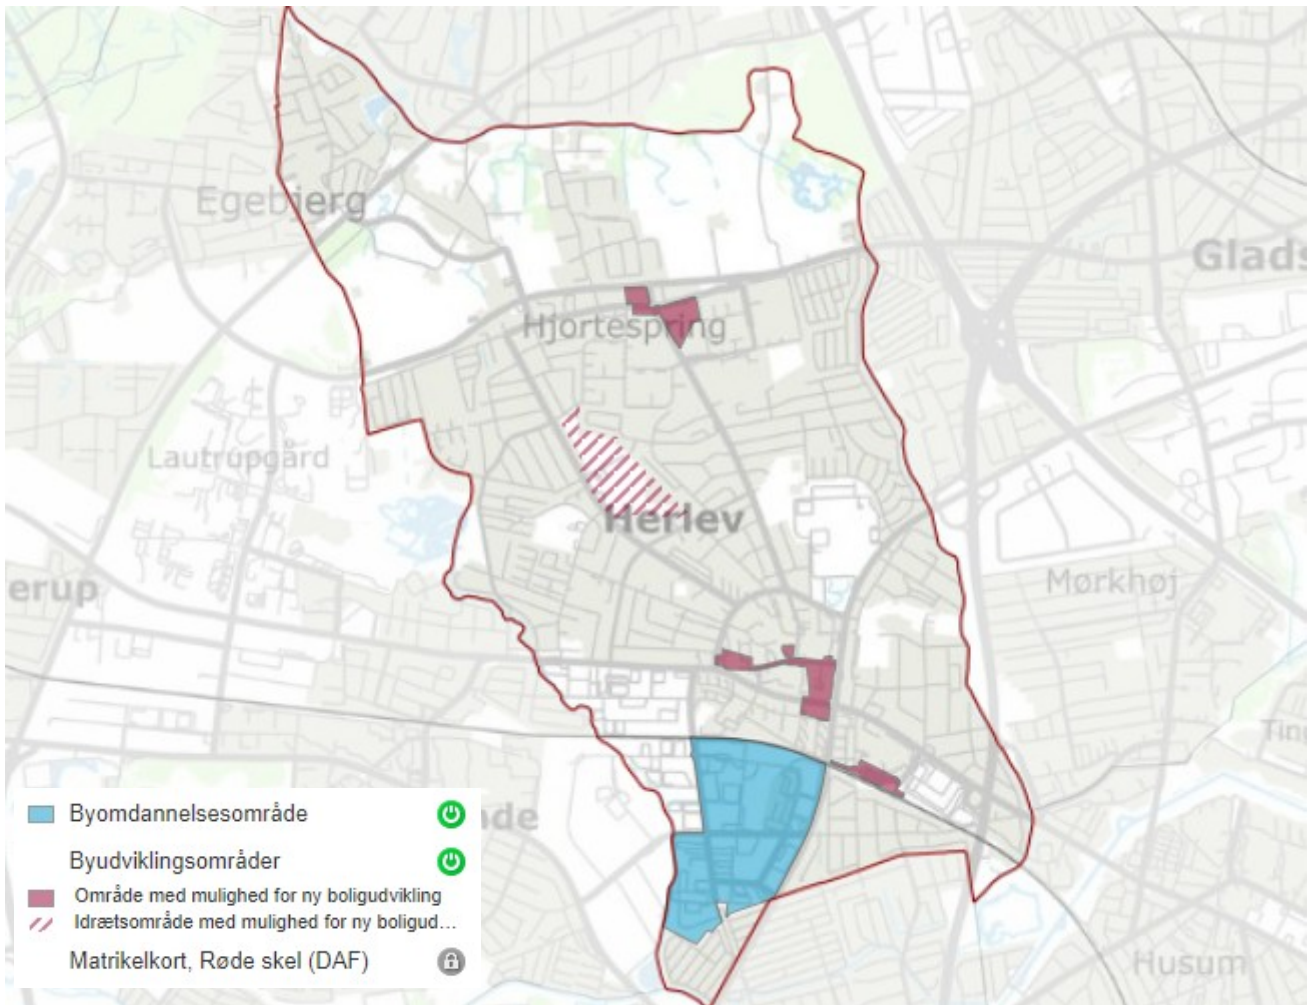 Egebjerg
Glads
Hjortespring
Lautrupgård
Herlev
Mørkhøj
erup
Tin
nde
Husum
Byomdannelsesområde
Byudviklingsområder
Område med mulighed for ny boligudvikling
Idrætsområde med mulighed for ny boligud...
Matrikelkort, Røde skel (DAF)